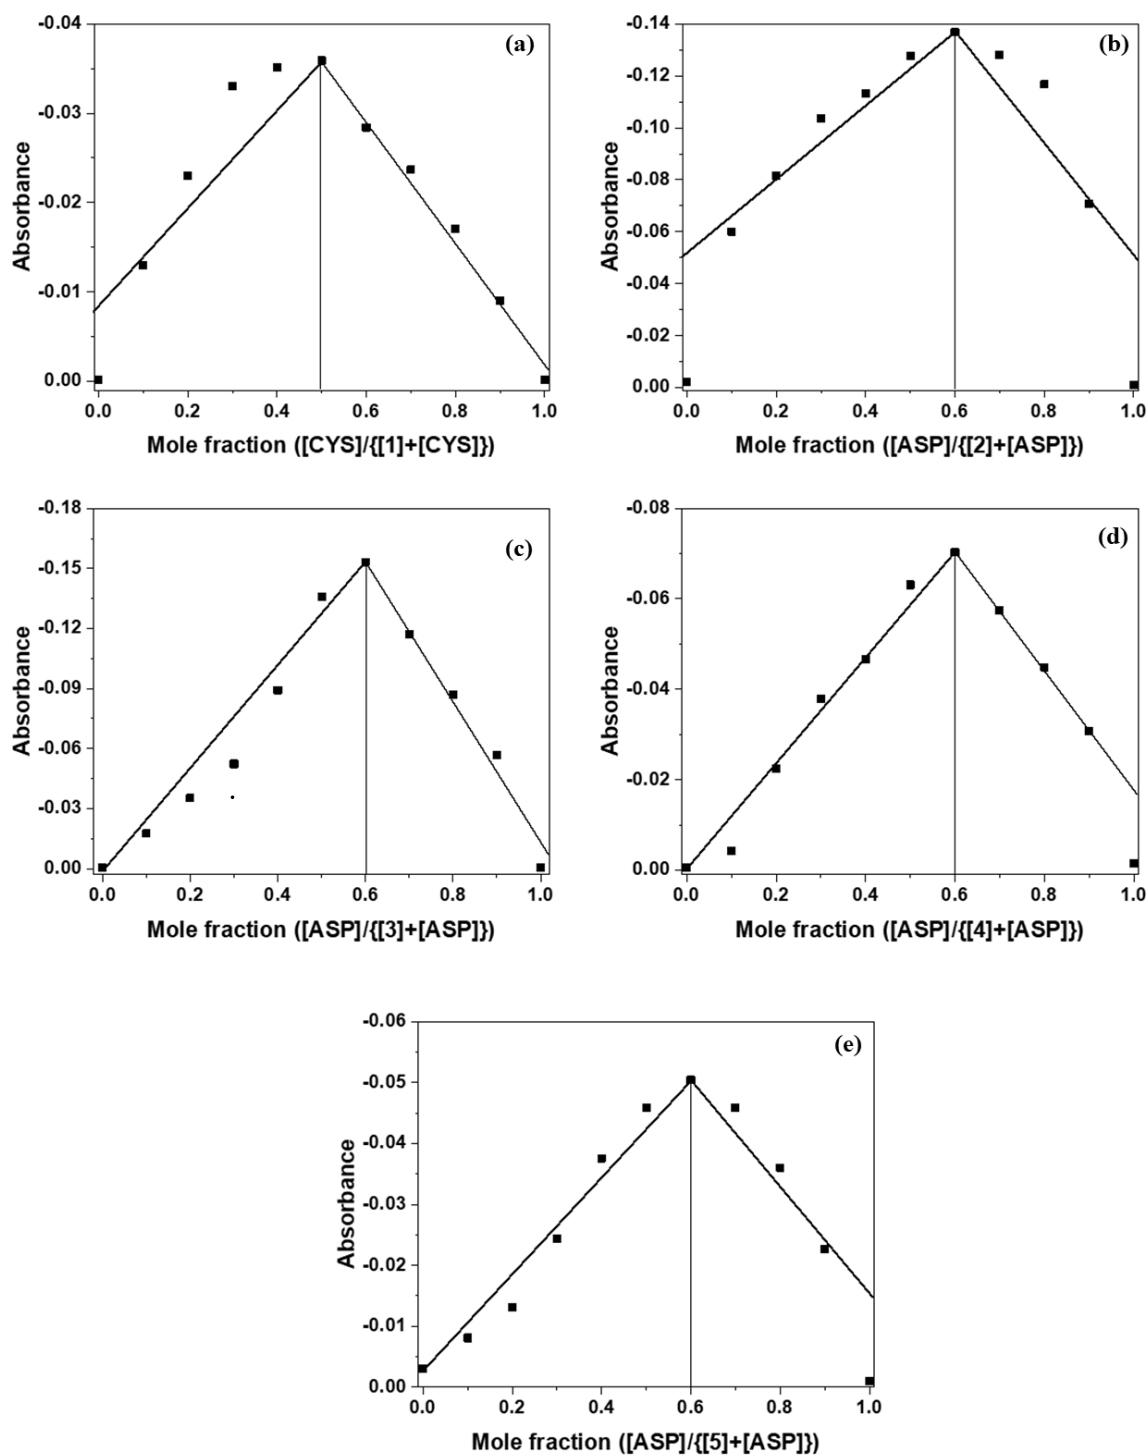 (a)
Absorbance
-0.04
-0.03
-0.02
-0.01
0.00
0.0 0.2 0.4 0.6 0.8 1.0
Mole fraction ([CYS]/{[1]+[CYS]})
(b)
Absorbance
-0.14
-0.12
-0.10
-0.08
-0.06
-0.04
-0.02
0.00
0.0 0.2 0.4 0.6 0.8 1.0
Mole fraction ([ASP]/{[2]+[ASP]})
(c)
Absorbance
-0.18
-0.15
-0.12
-0.09
-0.06
-0.03
0.00
0.0 0.2 0.4 0.6 0.8 1.0
Mole fraction ([ASP]/{[3]+[ASP]})
(d)
Absorbance
-0.08
-0.06
-0.04
-0.02
0.00
0.0 0.2 0.4 0.6 0.8 1.0
Mole fraction ([ASP]/{[4]+[ASP]})
(e)
Absorbance
-0.06
-0.05
-0.04
-0.03
-0.02
-0.01
0.00
0.0 0.2 0.4 0.6 0.8 1.0
Mole fraction ([ASP]/{[5]+[ASP]})